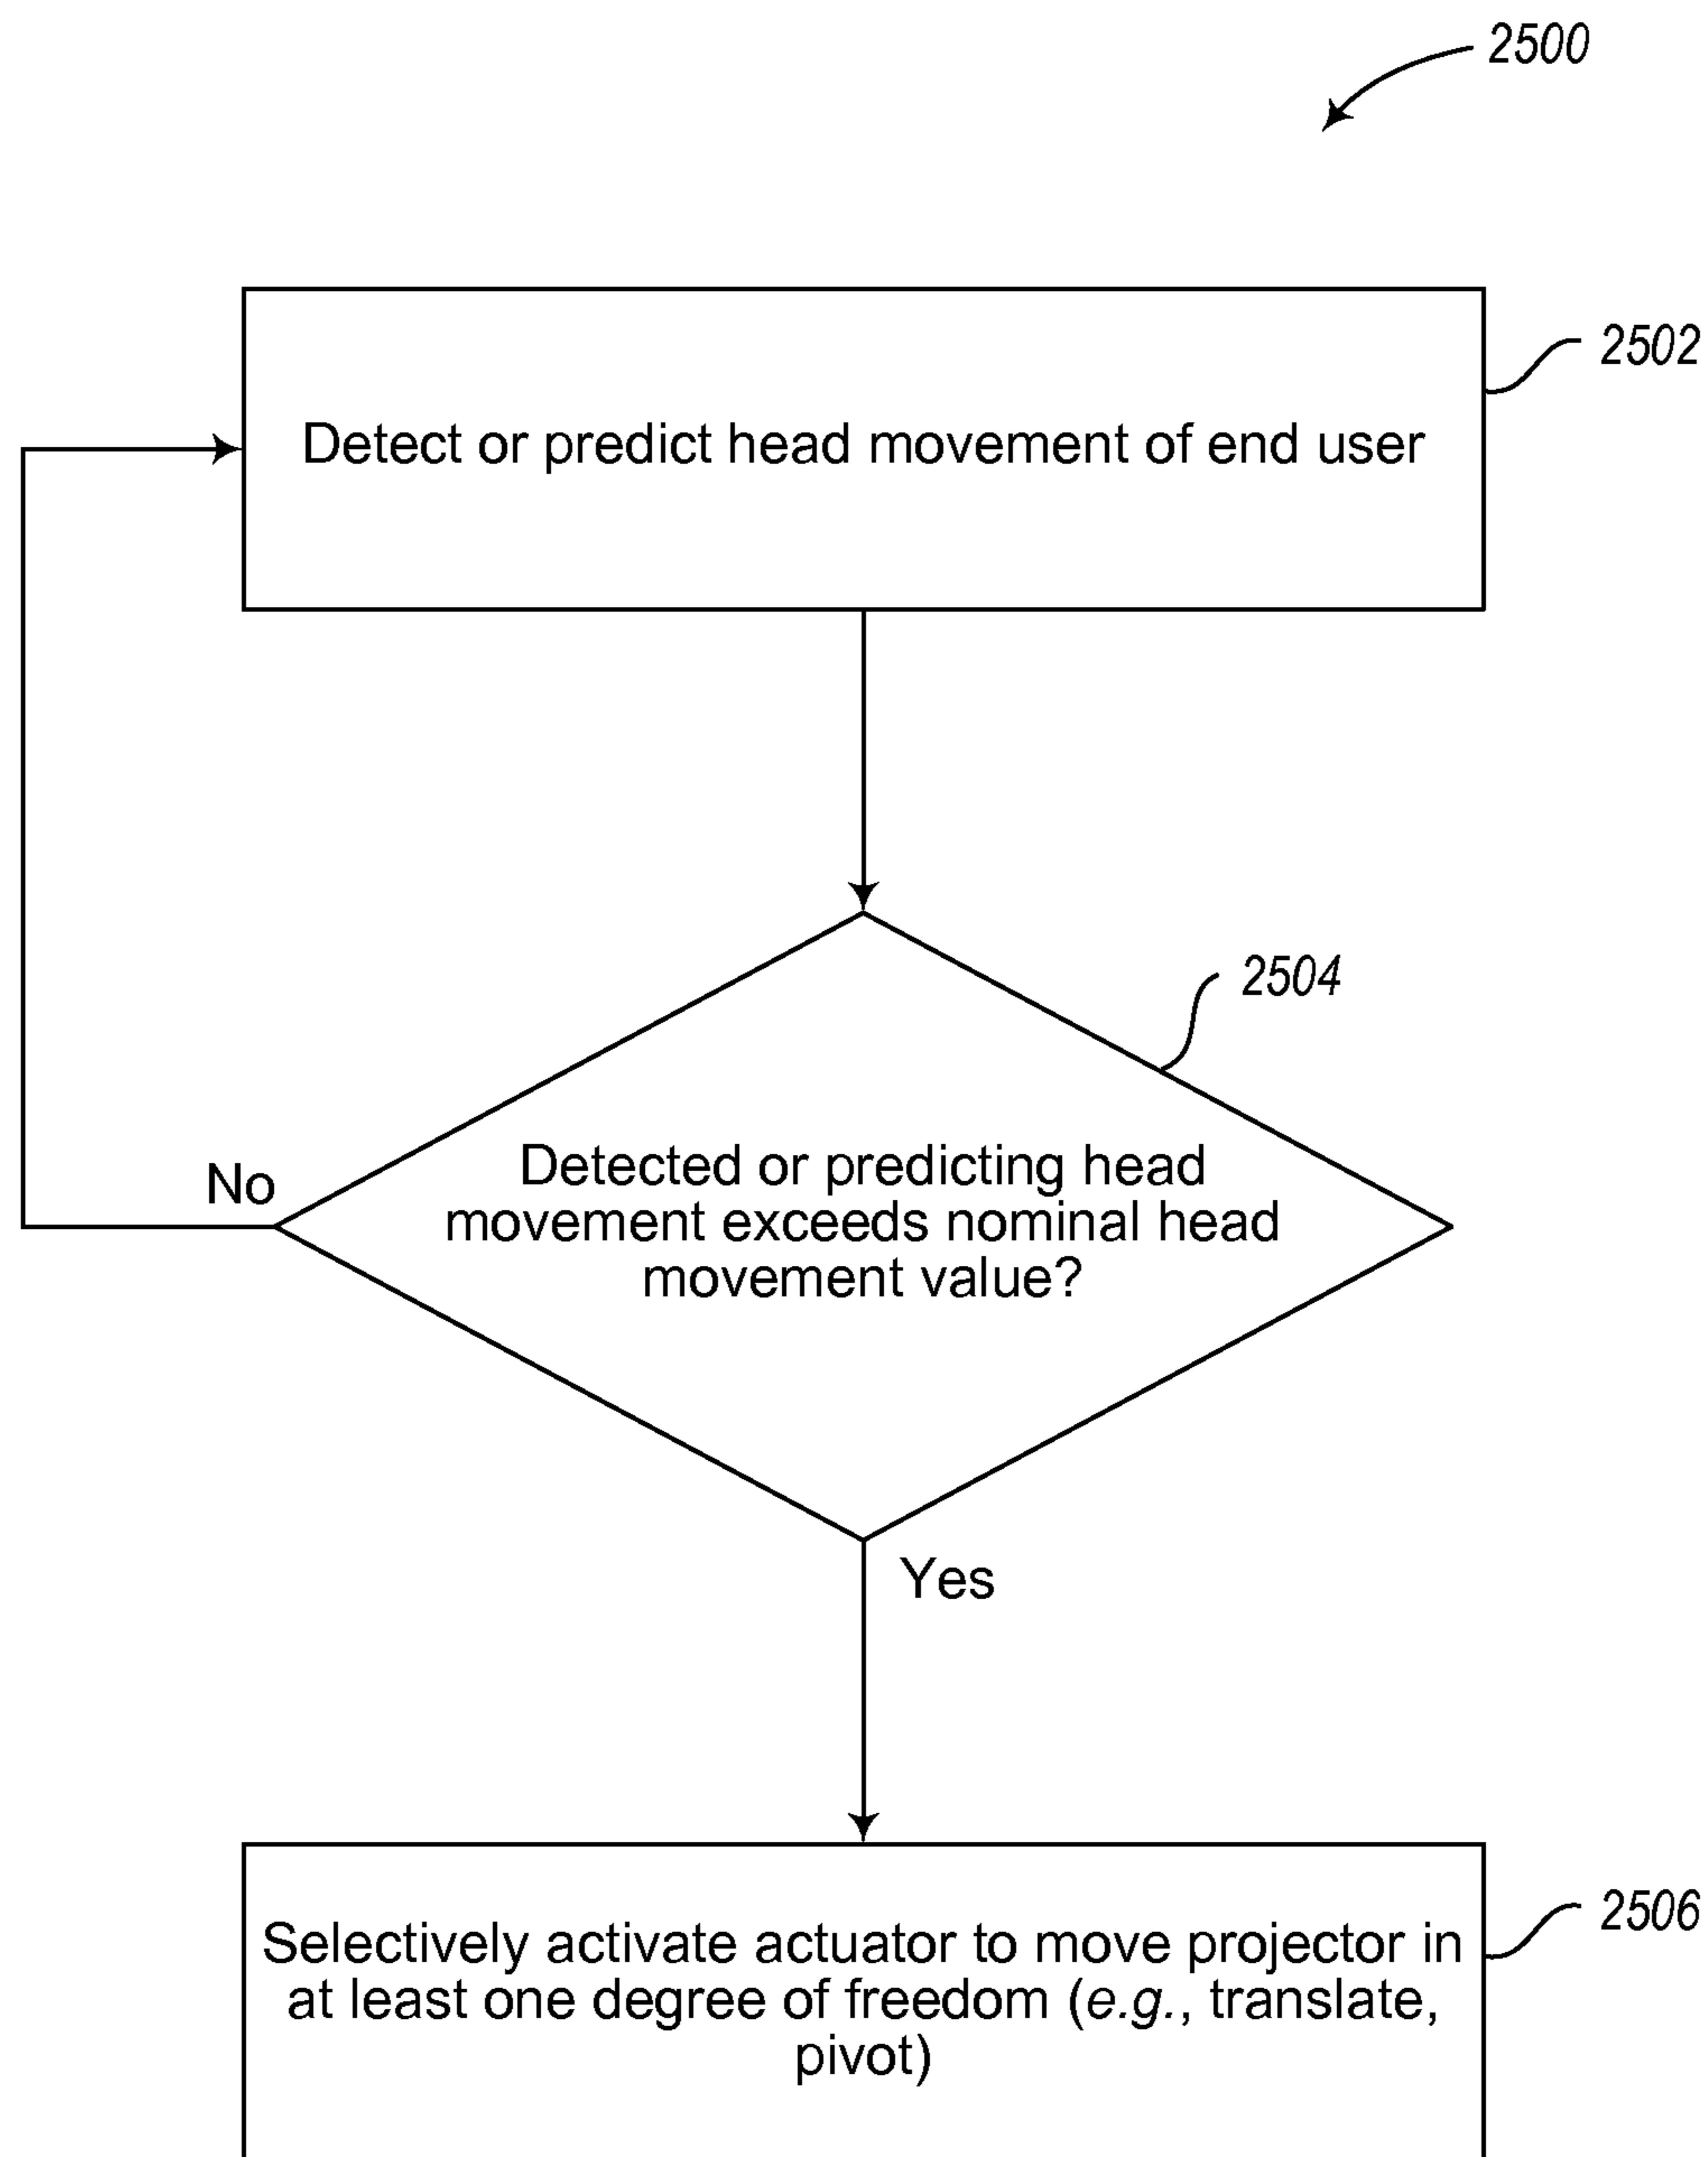 2500
2502
Detect or predict head movement of end user
2504
No
Detected or predicting head
movement exceeds nominal head
movement value?
Yes
2506
Selectively activate actuator to move projector in
at least one degree of freedom (e.g., translate,
pivot)